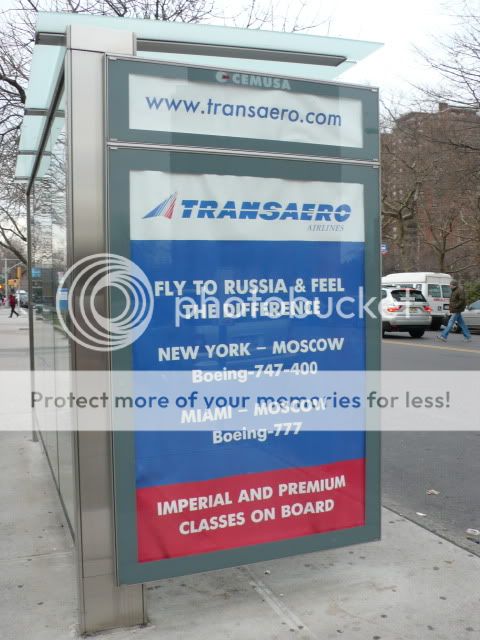 CEMUSA
www.transaero.com
TRANSAERO
AIRLINES
FLY TO RUSSIA & FEEL
THE DIFFERENCE
photobucket
NEW YORK – MOSCOW
Boeing-747-400
Protect more of your memories for less!
MIAMI – MOSCOW
Boeing-777
IMPERIAL AND PREMIUM
CLASSES ON BOARD